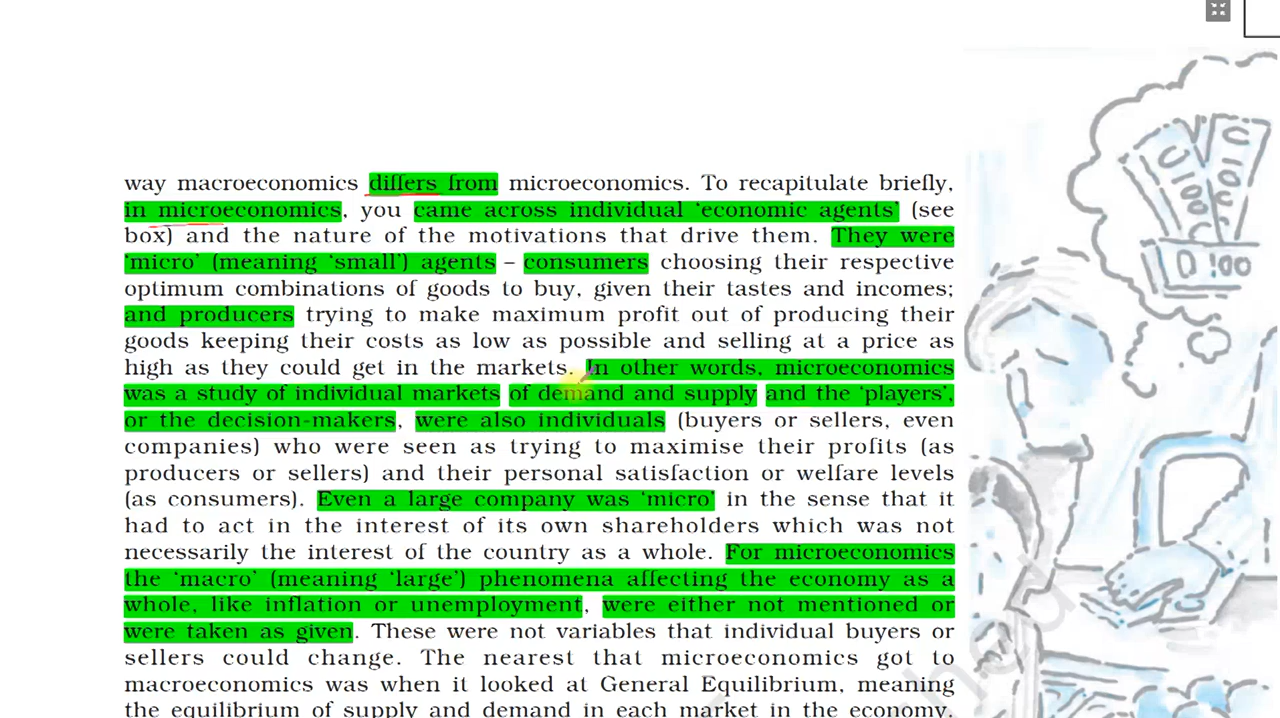 way macroeconomics differs from microeconomics. To recapitulate briefly,
in microeconomics, you came across individual ‘economic agents’ (see
box) and the nature of the motivations that drive them. They were
‘micro’ (meaning ‘small’) agents – consumers choosing their respective
optimum combinations of goods to buy, given their tastes and incomes;
and producers trying to make maximum profit out of producing their
goods keeping their costs as low as possible and selling at a price as
high as they could get in the markets. In other words, microeconomics
was a study of individual markets of demand and supply and the ‘players’,
or the decision-makers, were also individuals (buyers or sellers, even
companies) who were seen as trying to maximise their profits (as
producers or sellers) and their personal satisfaction or welfare levels
(as consumers). Even a large company was ‘micro’ in the sense that it
had to act in the interest of its own shareholders which was not
necessarily the interest of the country as a whole. For microeconomics
the ‘macro’ (meaning ‘large’) phenomena affecting the economy as a
whole, like inflation or unemployment, were either not mentioned or
were taken as given. These were not variables that individual buyers or
sellers could change. The nearest that microeconomics got to
macroeconomics was when it looked at General Equilibrium, meaning
the equilibrium of supply and demand in each market in the economy.